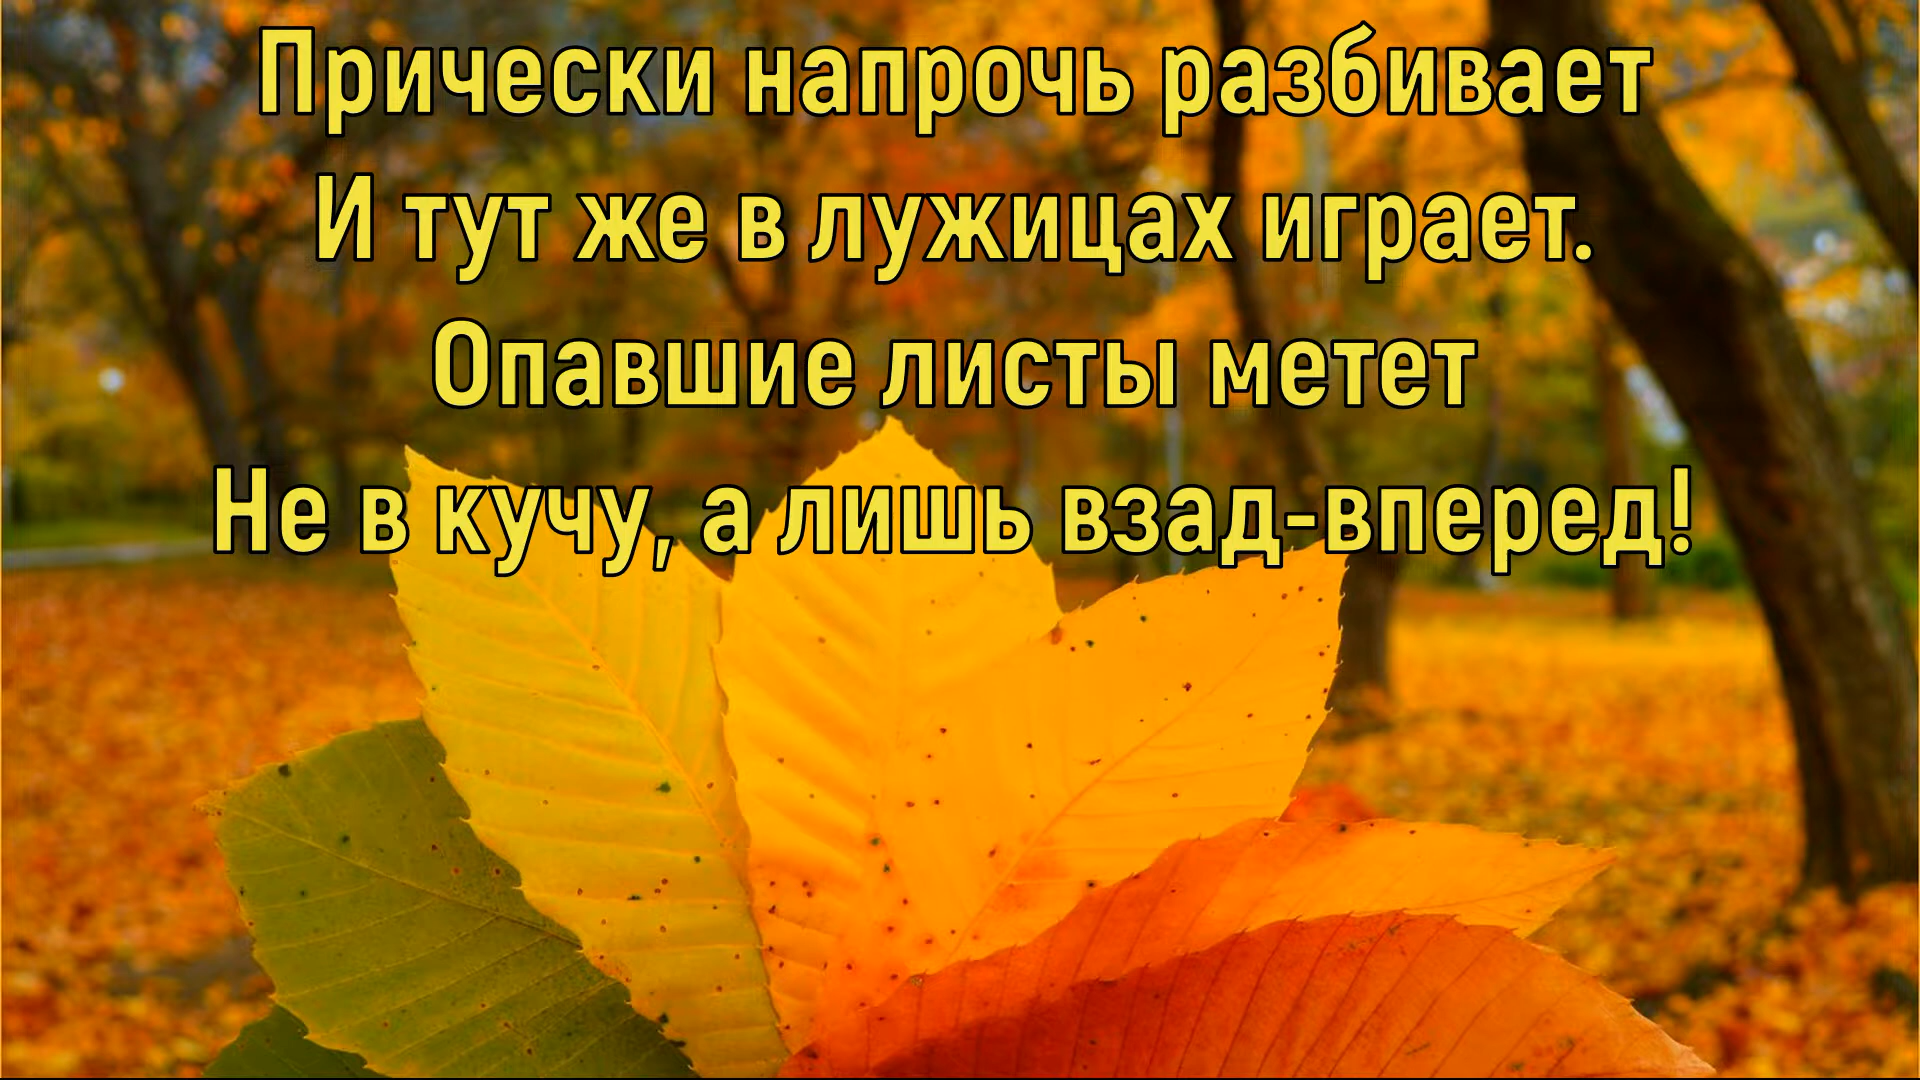 Прически напрочь разбивает
И тут же в лужицах играет.
Опавшие листы метет
Не в кучу, а лишь взад-вперед!